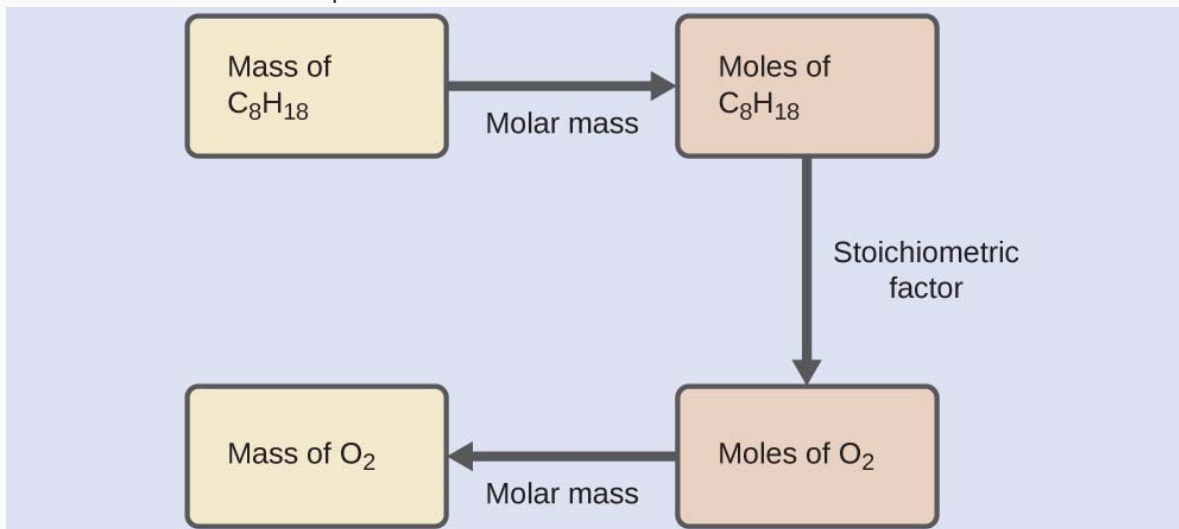 Mass of
C₈H₁₈
Molar mass
Moles of
C₈H₁₈
Stoichiometric
factor
Mass of O₂
Molar mass
Moles of O₂